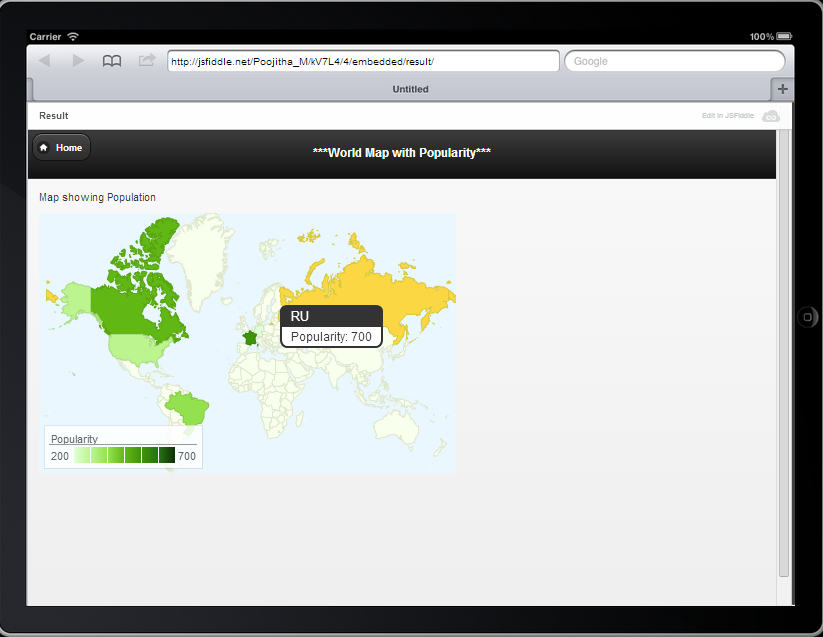 Carrier 100%
http://jsfiddle.net/Poojitha_M/kV7L4/4/embedded/result/ Google
Untitled +
Result Edit in JSFiddle
Home ***World Map with Popularity***
Map showing Population
RU
Popularity: 700
Popularity
200 700